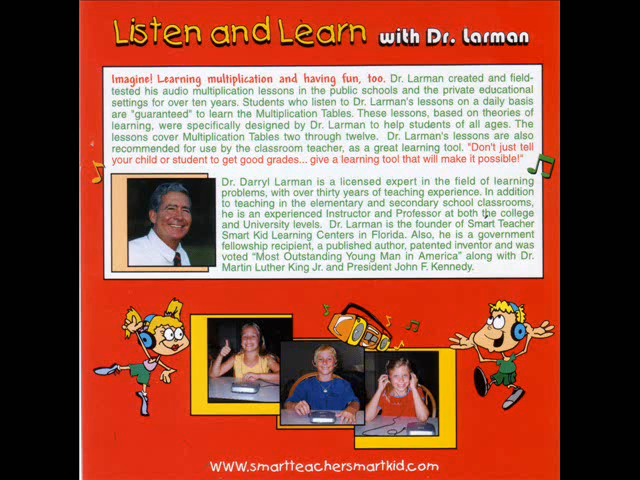 Listen and Learn with Dr. Larman
Imagine! Learning multiplication and having fun, too. Dr. Larman created and field-
tested his audio multiplication lessons in the public schools and the private educational
settings for over ten years. Students who listen to Dr. Larman's lessons on a daily basis
are "guaranteed" to learn the Multiplication Tables. These lessons, based on theories of
learning, were specifically designed by Dr. Larman to help students of all ages. The
lessons cover Multiplication Tables two through twelve. Dr. Larman's lessons are also
recommended for use by the classroom teacher, as a great learning tool. "Don't just tell
your child or student to get good grades... give a learning tool that will make it possible!"
Dr. Darryl Larman is a licensed expert in the field of learning
problems, with over thirty years of teaching experience. In addition
to teaching in the elementary and secondary school classrooms,
he is an experienced Instructor and Professor at both the college
and University levels. Dr. Larman is the founder of Smart Teacher
Smart Kid Learning Centers in Florida. Also, he is a government
fellowship recipient, a published author, patented inventor and was
voted “Most Outstanding Young Man in America” along with Dr.
Martin Luther King Jr. and President John F. Kennedy.
www.smartteachersmartkid.com